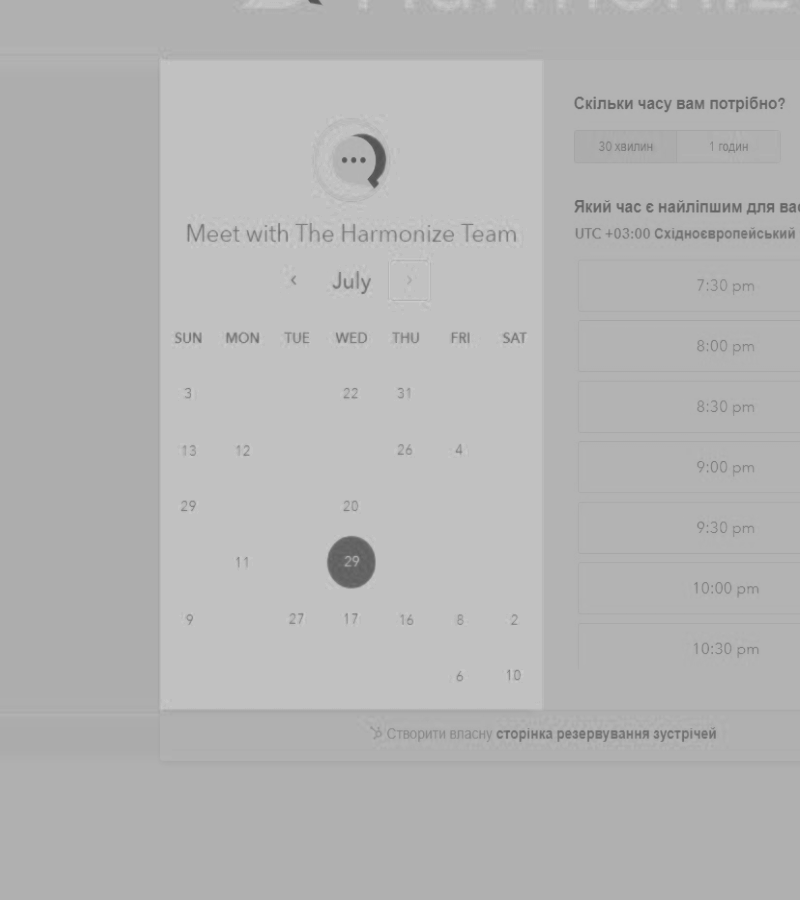 Скільки часу вам потрібно?
30 хвилин 1 годин
Meet with The Harmonize Team
Який час є найліпшим для
UTC +03:00 Східноєвропейський
July
7:30 pm
SUN MON TUE WED THU FRI SAT
8:00 pm
3 22 31
8:30 pm
13 12 26 4
9:00 pm
29 20
9:30 pm
11 29
10:00 pm
9 27 17 16 8 2
10:30 pm
6 10
Створити власну сторінка резервування зустрічей